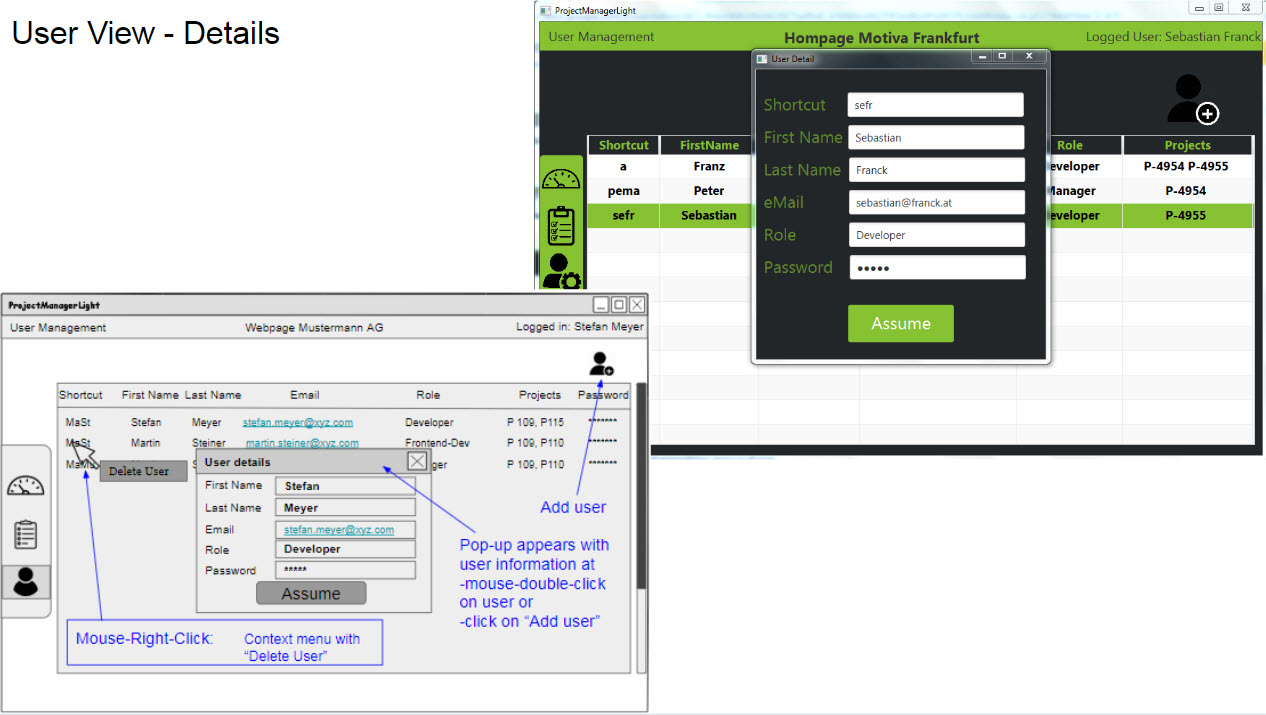 User View - Details
ProjectManagerLight
User Management
Hompage Motiva Frankfurt
Logged User: Sebastian Franck
User Detail
Shortcut sefr
First Name Sebastian
Last Name Franck
eMail sebastian@franck.at
Role Developer
Password •••••
Assume
Shortcut FirstName Role Projects
a Franz eveloper P-4954 P-4955
pema Peter Manager P-4954
sefr Sebastian eveloper P-4955
ProjectManagerLight
User Management
Webpage Mustermann AG
Logged in: Stefan Meyer
Shortcut First Name Last Name Email Role Projects Password
MaSt Stefan Meyer stefan.meyer@xyz.com Developer P 109, P115 *******
MaSt Martin Steiner martin.steiner@xyz.com Frontend-Dev P 109, P110 *******
ger P 109, P110 *******
Delete User
User details
First Name Stefan
Last Name Meyer
Email stefan.meyer@xyz.com
Role Developer
Password *****
Assume
Add user
Pop-up appears with
user information at
-mouse-double-click
on user or
-click on “Add user”
Mouse-Right-Click: Context menu with
“Delete User”